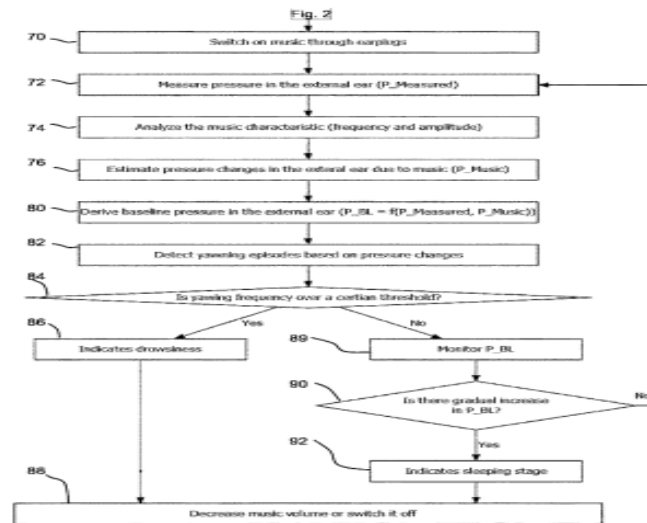 Fig. 2
70
Switch on music through earplugs
72
Measure pressure in the external ear (P_Measured)
74
Analyze the music characteristic (frequency and amplitude)
76
Estimate pressure changes in the exteral ear due to music (P_Music)
80
Derive baseline pressure in the external ear (P_BL = f(P_Measured, P_Music))
82
Detect yawning episodes based on pressure changes
84
Is yawing frequency over a certian threshold?
Yes
No
86
Indicates drowsiness
89
Monitor P_BL
90
Is there gradual increase
in P_BL?
No
Yes
92
Indicates sleeping stage
88
Decrease music volume or switch it off